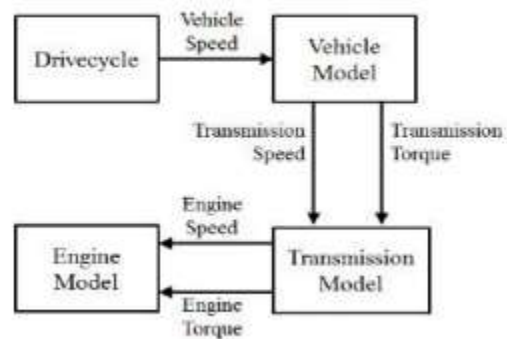 Vehicle
Speed
Drivecycle
Vehicle
Model
Transmission
Speed
Transmission
Torque
Engine
Speed
Engine
Model
Transmission
Model
Engine
Torque